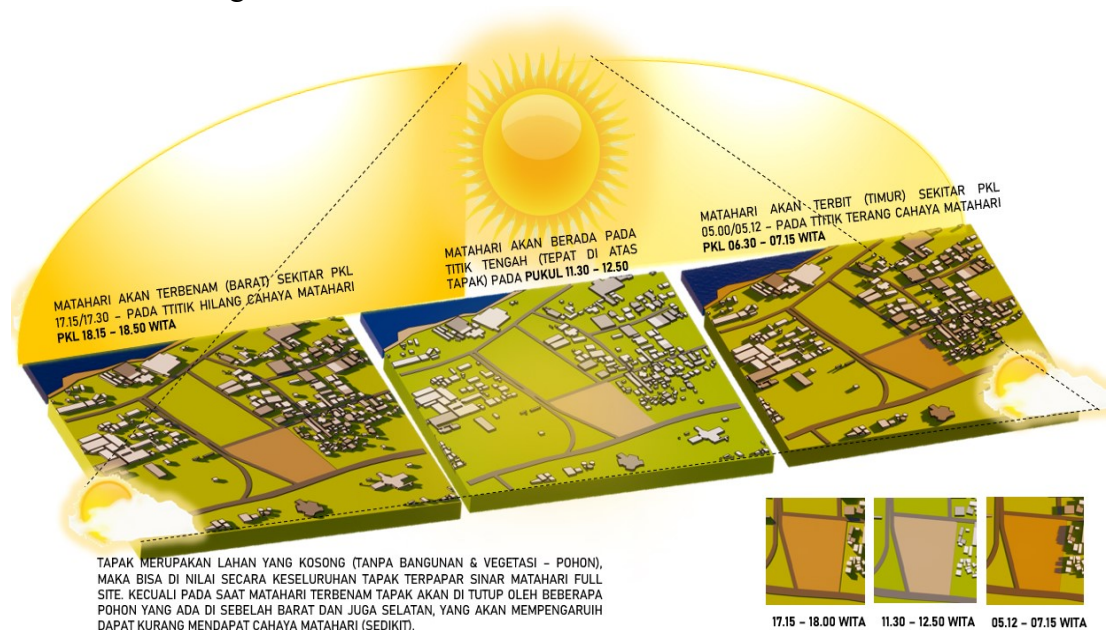 MATAHARI AKAN TERBENAM (BARAT) SEKITAR PKL
17.15/17.30 – PADA TTITIK HILANG CAHAYA MATAHARI
PKL 18.15 – 18.50 WITA
MATAHARI AKAN BERADA PADA
TITIK TENGAH (TEPAT DI ATAS
TAPAK) PADA PUKUL 11.30 – 12.50
MATAHARI AKAN TERBIT (TIMUR) SEKITAR PKL
05.00/05.12 – PADA TTITIK TERANG CAHAYA MATAHARI
PKL 06.30 – 07.15 WITA
TAPAK MERUPAKAN LAHAN YANG KOSONG (TANPA BANGUNAN & VEGETASI – POHON),
MAKA BISA DI NILAI SECARA KESELURUHAN TAPAK TERPAPAR SINAR MATAHARI FULL
SITE. KECUALI PADA SAAT MATAHARI TERBENAM TAPAK AKAN DI TUTUP OLEH BEBERAPA
POHON YANG ADA DI SEBELAH BARAT DAN JUGA SELATAN, YANG AKAN MEMPENGARUIH
DAPAT KURANG MENDAPAT CAHAYA MATAHARI (SEDIKIT).
17.15 – 18.00 WITA
11.30 – 12.50 WITA
05.12 – 07.15 WITA